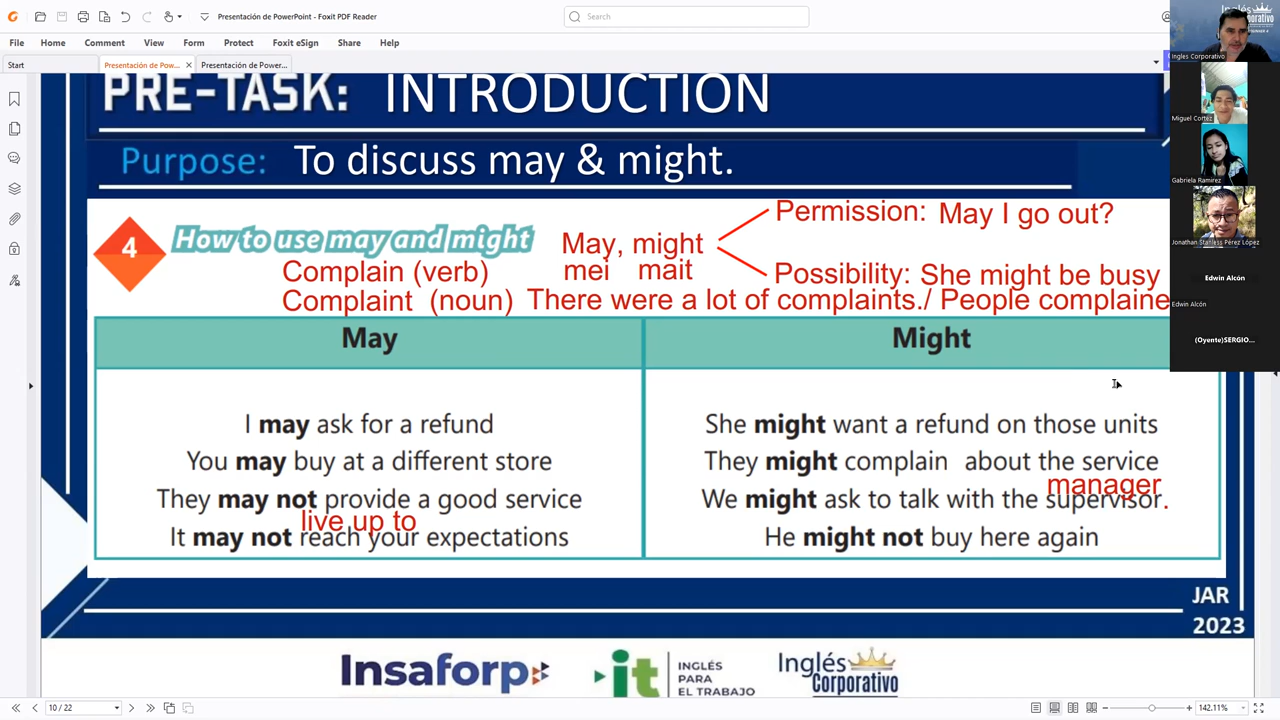 Presentación de PowerPoint - Foxit PDF Reader
Search
File Home Comment View Form Protect Foxit eSign Share Help
Start
Presentación de Pow...
Presentación de Power...
PRE-TASK: INTRODUCTION
Purpose: To discuss may & might.
4
How to use may and might
May, might
mei mait
Permission: May I go out?
Possibility: She might be busy
Complain (verb)
Complaint (noun) There were a lot of complaints./ People complaine
May
Might
I may ask for a refund
You may buy at a different store
They may not provide a good service
live up to
It may not reach your expectations
She might want a refund on those units
They might complain about the service
manager
We might ask to talk with the supervisor.
He might not buy here again
JAR
2023
Insaforp
it
INGLÉS
PARA
EL TRABAJO
Inglés
Corporativo
10 / 22
142.11%
Inglés Corporativo
Miguel Cortez
Gabriela Ramirez
Jonathan Stanless Pérez López
Edwin Alcón
Edwin Alcón
(Oyente)SERGIO...